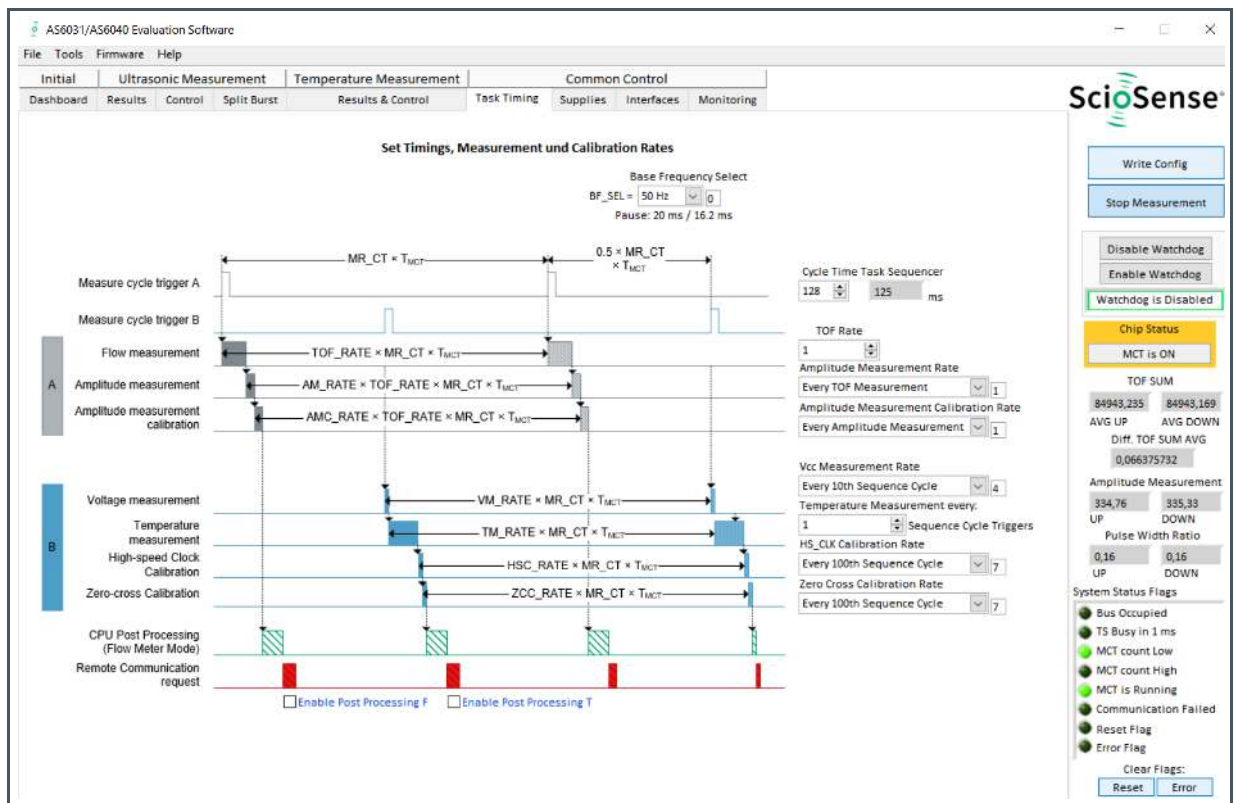 AS6031/AS6040 Evaluation Software
File Tools Firmware Help
Initial Ultrasonic Measurement Temperature Measurement Common Control
Dashboard Results Control Split Burst Results & Control Task Timing Supplies Interfaces Monitoring
ScioSense
Set Timings, Measurement und Calibration Rates
Base Frequency Select
BF_SEL = 50 Hz 0
Pause: 20 ms / 16.2 ms
MR_CT × TMCT
0.5 × MR_CT
× TMCT
Measure cycle trigger A
Measure cycle trigger B
A
Flow measurement
TOF_RATE × MR_CT × TMCT
Amplitude measurement
AM_RATE × TOF_RATE × MR_CT × TMCT
Amplitude measurement
calibration
AMC_RATE × TOF_RATE × MR_CT × TMCT
B
Voltage measurement
VM_RATE × MR_CT × TMCT
Temperature
measurement
TM_RATE × MR_CT × TMCT
High-speed Clock
Calibration
HSC_RATE × MR_CT × TMCT
Zero-cross Calibration
ZCC_RATE × MR_CT × TMCT
CPU Post Processing
(Flow Meter Mode)
Remote Communication
request
Enable Post Processing F Enable Post Processing T
Cycle Time Task Sequencer
128 125 ms
TOF Rate
1
Amplitude Measurement Rate
Every TOF Measurement 1
Amplitude Measurement Calibration Rate
Every Amplitude Measurement 1
Vcc Measurement Rate
Every 10th Sequence Cycle 4
Temperature Measurement every:
1 Sequence Cycle Triggers
HS_CLK Calibration Rate
Every 100th Sequence Cycle 7
Zero Cross Calibration Rate
Every 100th Sequence Cycle 7
Write Config
Stop Measurement
Disable Watchdog
Enable Watchdog
Watchdog is Disabled
Chip Status
MCT is ON
TOF SUM
84943,235 84943,169
AVG UP AVG DOWN
Diff. TOF SUM AVG
0,066375732
Amplitude Measurement
334,76 335,33
UP DOWN
Pulse Width Ratio
0,16 0,16
UP DOWN
System Status Flags
Bus Occupied
TS Busy in 1 ms
MCT count Low
MCT count High
MCT is Running
Communication Failed
Reset Flag
Error Flag
Clear Flags:
Reset Error